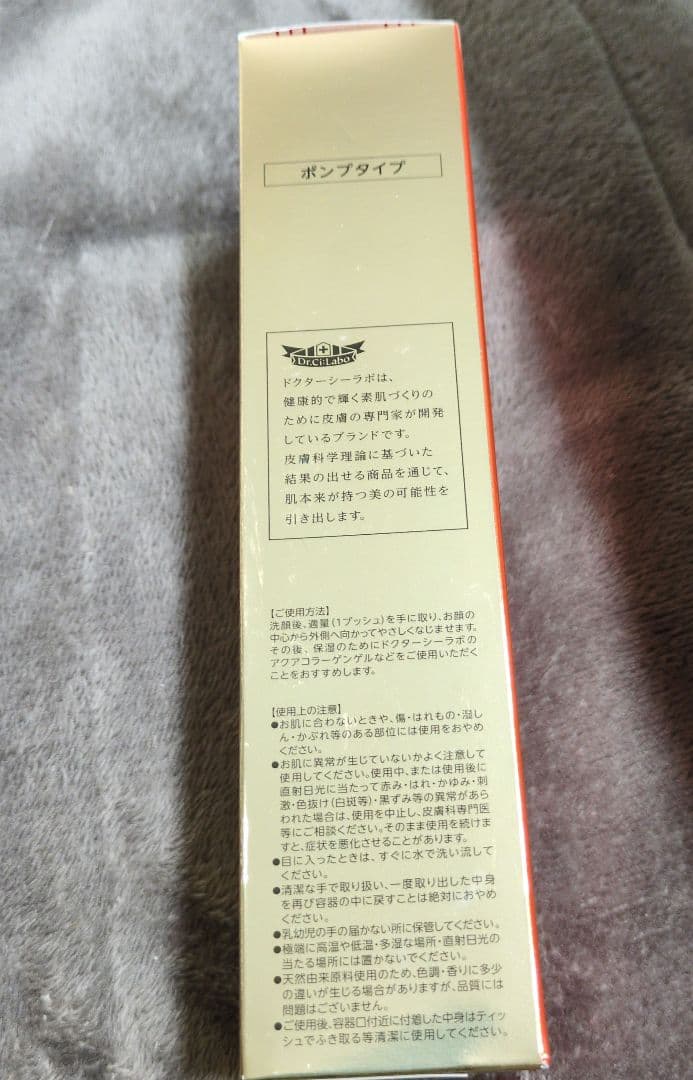 ポンプタイプ
Dr.Ci:Labo
ドクターシーラボは、
健康的で輝く素肌づくりの
ために皮膚の専門家が開発
しているブランドです。
皮膚科学理論に基づいた
結果の出せる商品を通じて、
肌本来が持つ美の可能性を
引き出します。
【ご使用方法】
洗顔後、適量(1プッシュ)を手に取り、お顔の
中心から外側へ向かってやさしくなじませます。
その後、保湿のためにドクターシーラボの
アクアコラーゲンゲルなどをご使用いただく
ことをおすすめします。
【使用上の注意】
●お肌に合わないときや、傷・はれもの・湿し
ん・かぶれ等のある部位には使用をおやめ
ください。
●お肌に異常が生じていないかよく注意して
使用してください。使用中、または使用後に
直射日光に当たって赤み・はれ・かゆみ・刺
激・色抜け(白斑等)・黒ずみ等の異常があら
われた場合は、使用を中止し、皮膚科専門医
等にご相談ください。そのまま使用を続けま
すと、症状を悪化させることがあります。
●目に入ったときは、すぐに水で洗い流して
ください。
●清潔な手で取り扱い、一度取り出した中身
を再び容器の中に戻すことは絶対におやめ
ください。
●乳幼児の手の届かない所に保管してください。
●極端に高温や低温・多湿な場所・直射日光の
当たる場所には置かないでください。
●天然由来原料使用のため、色調・香りに多少
の違いが生じる場合がありますが、品質には
問題はございません。
●ご使用後、容器口付近に付着した中身はティッ
シュでふき取る等清潔に使用してください。